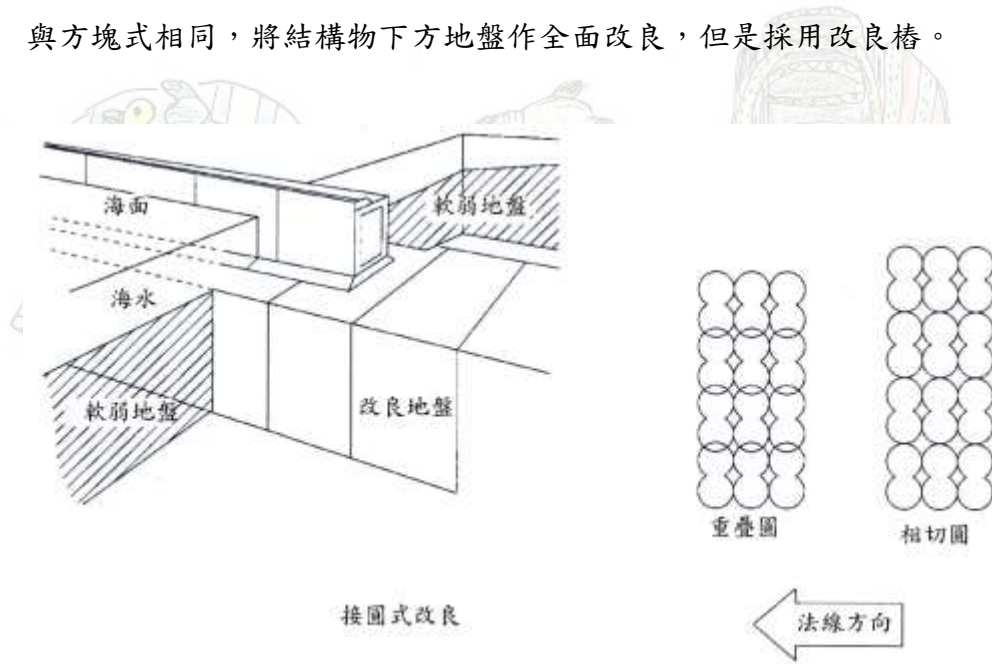 與方塊式相同，將結構物下方地盤作全面改良，但是採用改良樁。
海面
軟弱地盤
海水
軟弱地盤
改良地盤
重疊圓
相切圓
接圓式改良
法線方向